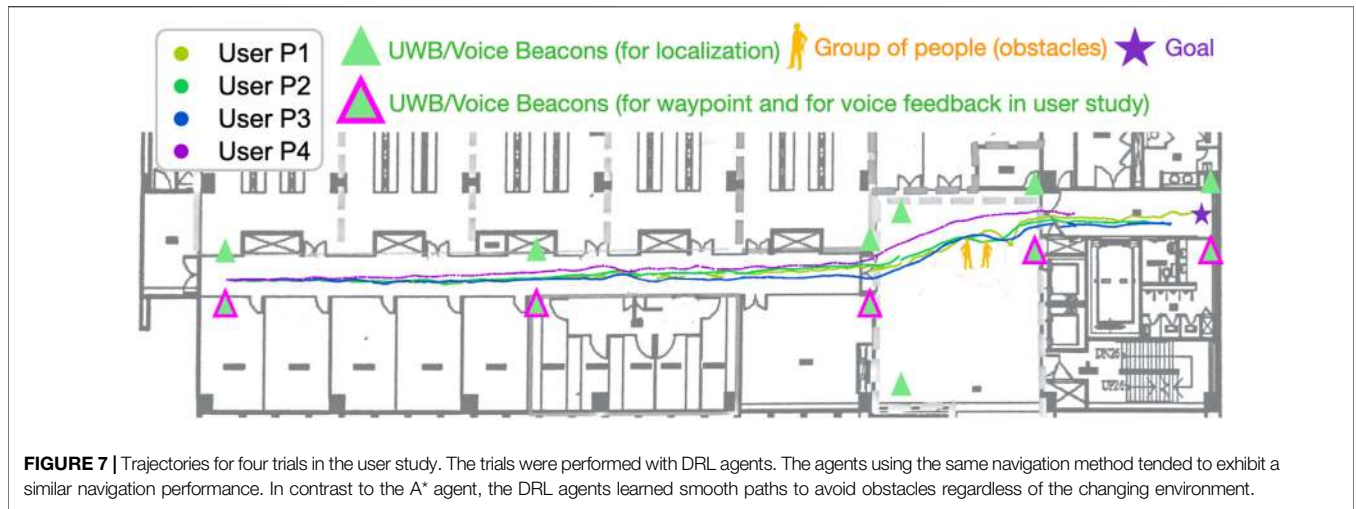 User P1
User P2
User P3
User P4
UWB/Voice Beacons (for localization)
Group of people (obstacles)
Goal
UWB/Voice Beacons (for waypoint and for voice feedback in user study)
DN26
UP26
FIGURE 7 | Trajectories for four trials in the user study. The trials were performed with DRL agents. The agents using the same navigation method tended to exhibit a
similar navigation performance. In contrast to the A* agent, the DRL agents learned smooth paths to avoid obstacles regardless of the changing environment.